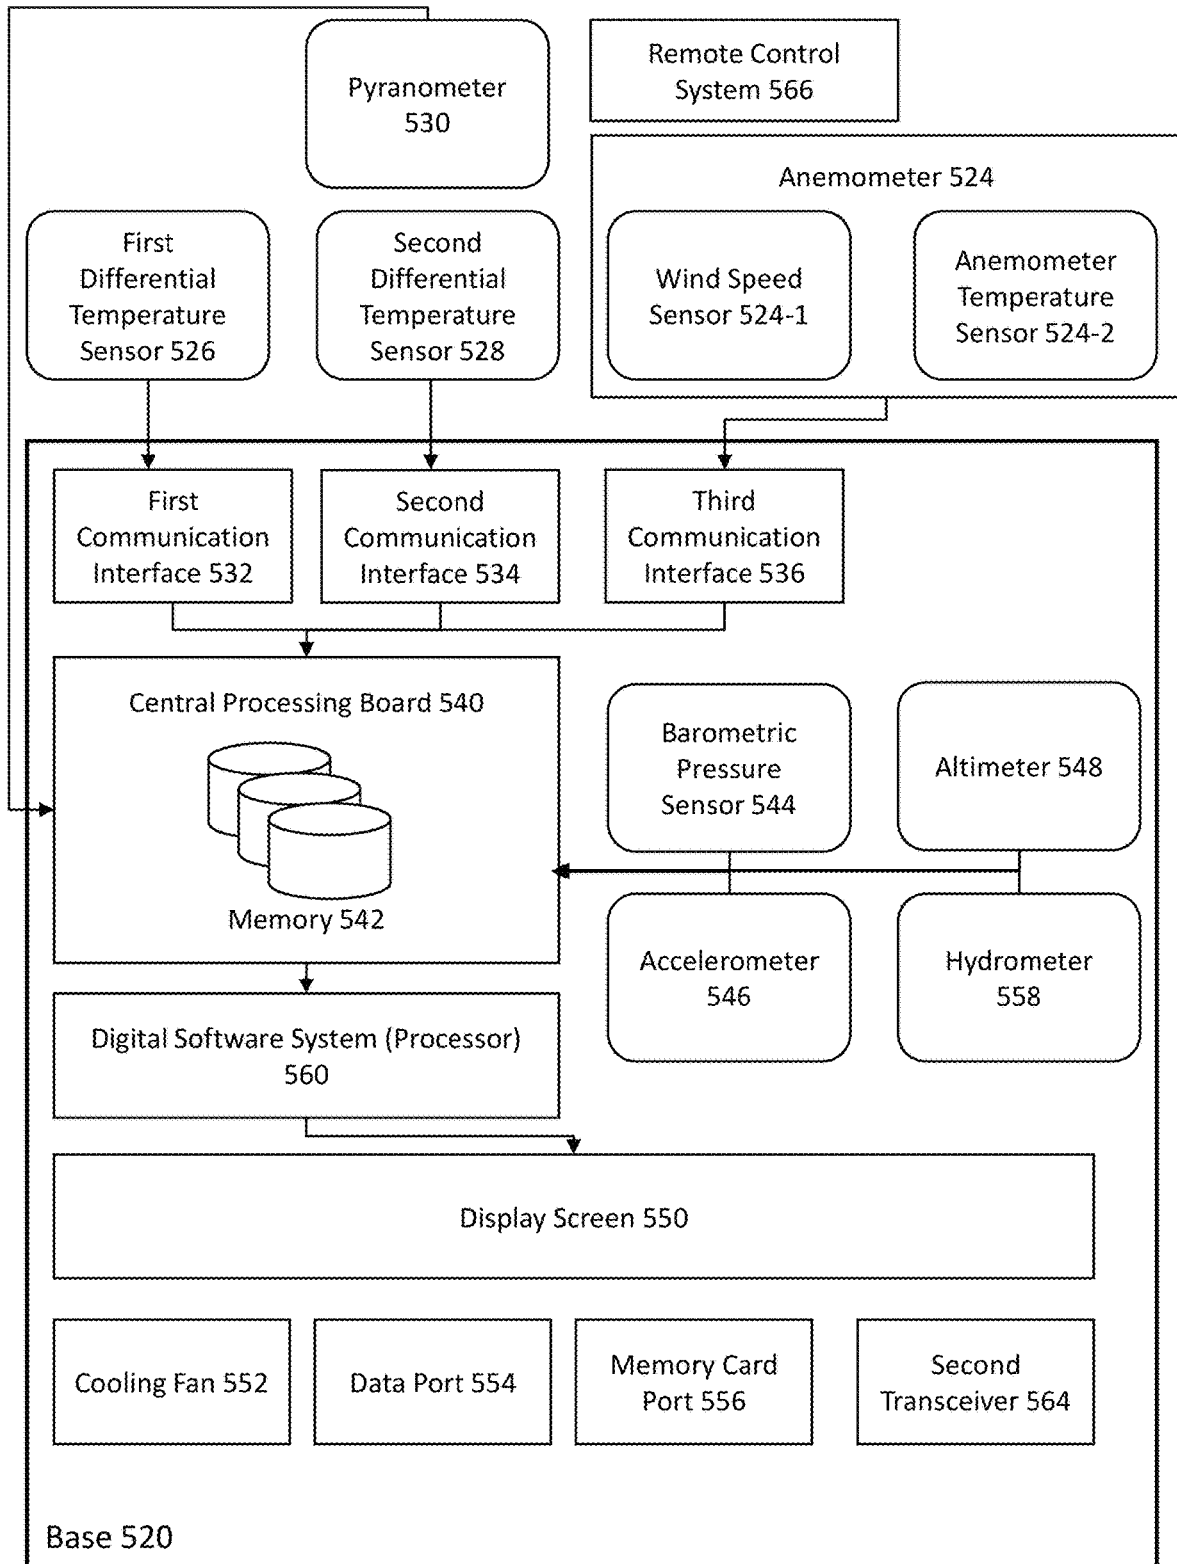 Pyranometer
530
Remote Control
System 566
Anemometer 524
First
Differential
Temperature
Sensor 526
Second
Differential
Temperature
Sensor 528
Wind Speed
Sensor 524-1
Anemometer
Temperature
Sensor 524-2
First
Communication
Interface 532
Second
Communication
Interface 534
Third
Communication
Interface 536
Central Processing Board 540
Memory 542
Barometric
Pressure
Sensor 544
Altimeter 548
Accelerometer
546
Hydrometer
558
Digital Software System (Processor)
560
Display Screen 550
Cooling Fan 552
Data Port 554
Memory Card
Port 556
Second
Transceiver 564
Base 520